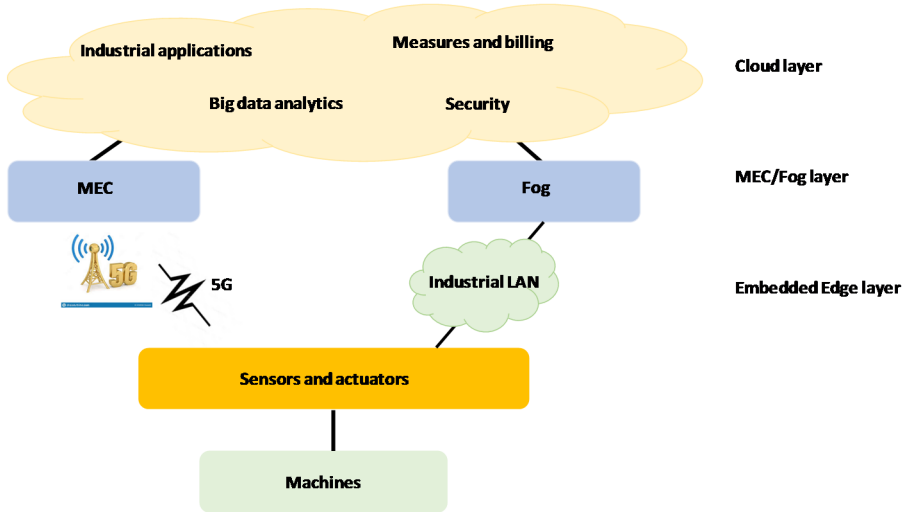 Industrial applications
Measures and billing
Cloud layer
Big data analytics
Security
MEC
Fog
MEC/Fog layer
5G
5G
Industrial LAN
Embedded Edge layer
Sensors and actuators
Machines